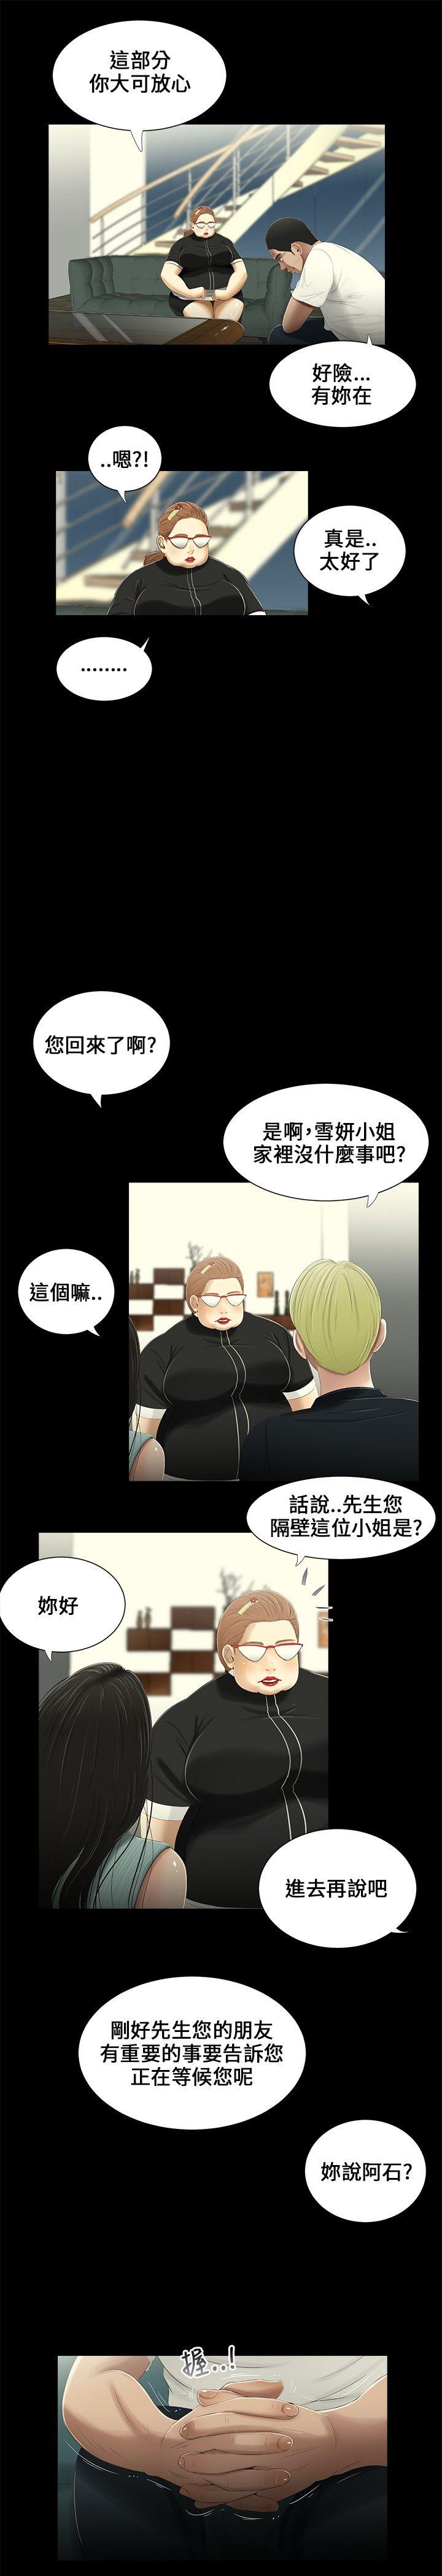 這部分
你大可放心
好險...
有妳在
..嗯?!
真是..
太好了
........
您回來了啊?
是啊,雪妍小姐
家裡沒什麼事吧?
這個嘛..
話說..先生您
隔壁這位小姐是?
妳好
進去再說吧
剛好先生您的朋友
有重要的事要告訴您
正在等候您呢
妳說阿石?
握..!